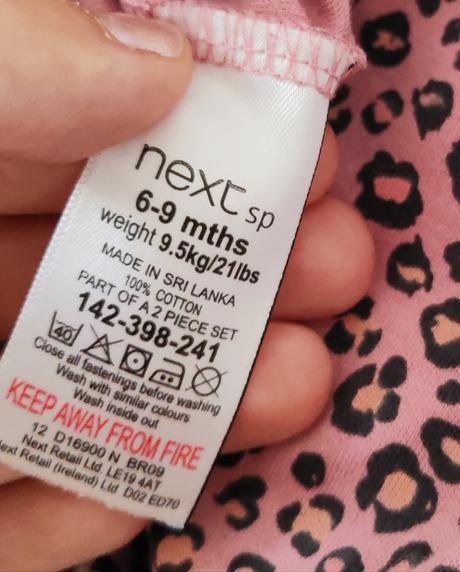 next sp
6-9 mths
weight 9.5kg/21lbs
MADE IN SRI LANKA
100% COTTON
PART OF A 2 PIECE SET
142-398-241
40
Close all fastenings before washing
Wash with similar colours
Wash inside out
KEEP AWAY FROM FIRE
12 D16900 N BR09
Next Retail Ltd. LE19 4AT
Next Retail (Ireland) Ltd D02 ED70